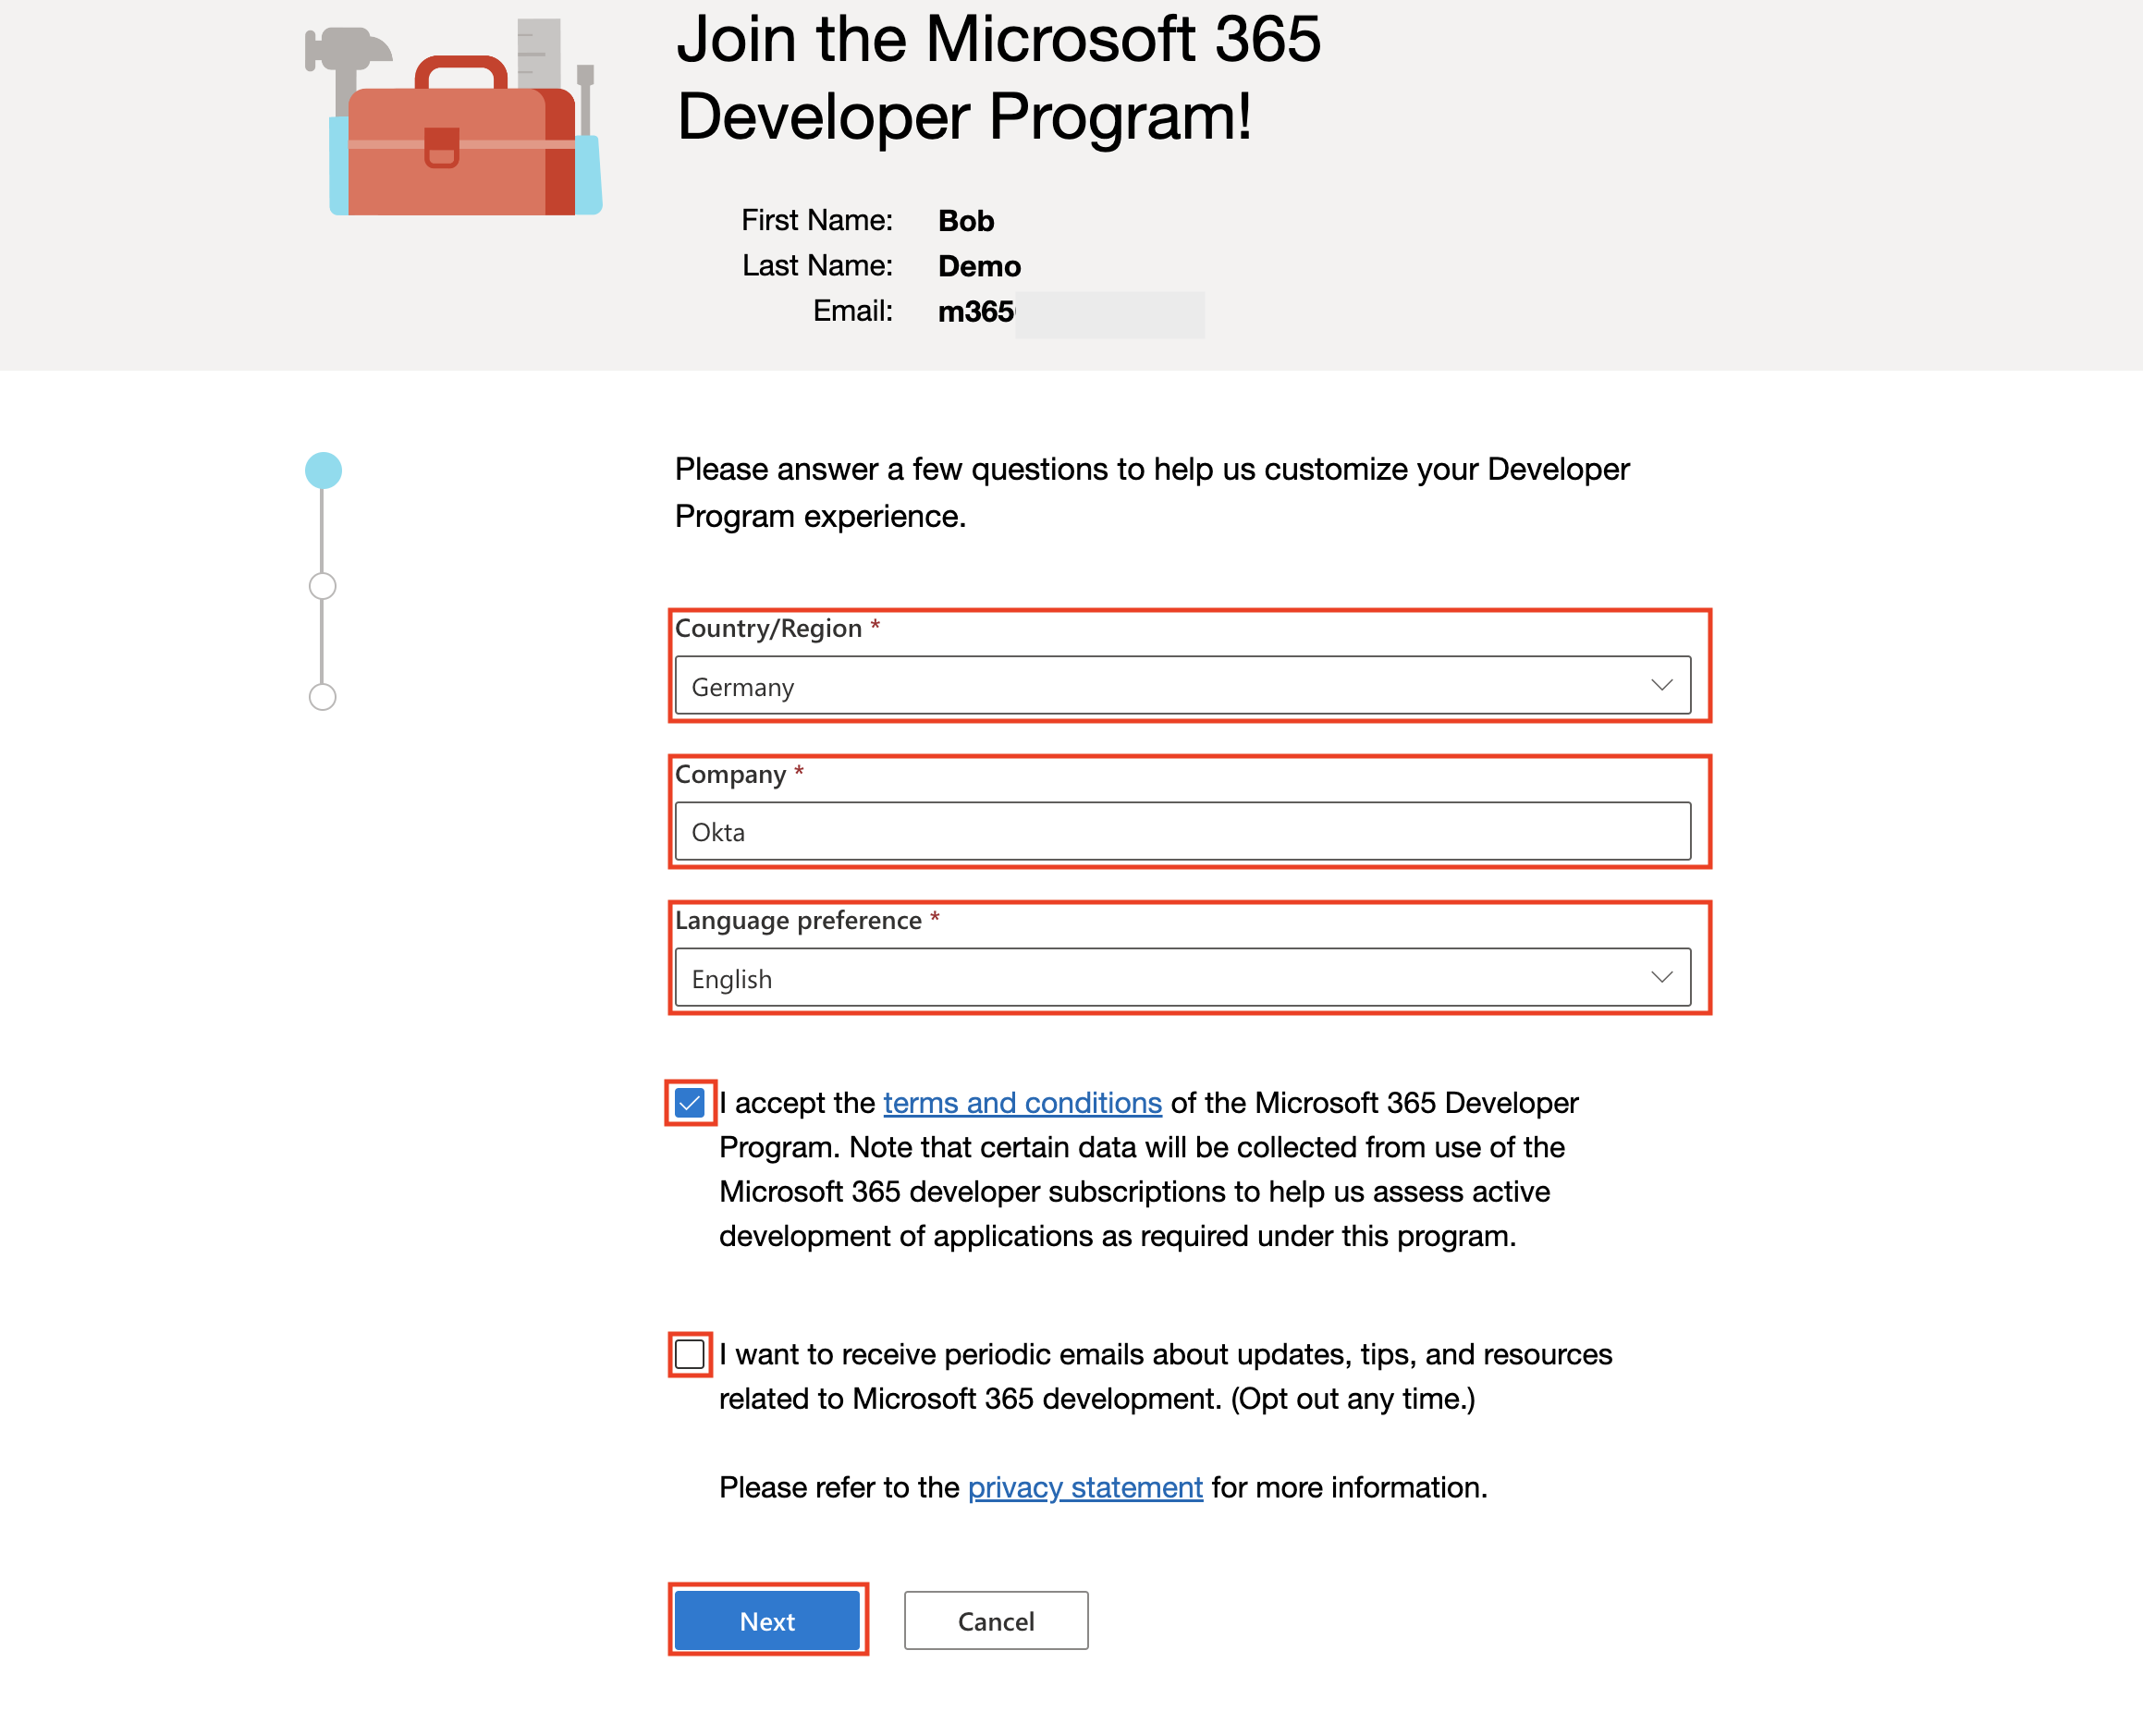 Join the Microsoft 365
Developer Program!
First Name: Bob
Last Name: Demo
Email: m365
Please answer a few questions to help us customize your Developer
Program experience.
Country/Region *
Germany
Company *
Okta
Language preference *
English
I accept the terms and conditions of the Microsoft 365 Developer
Program. Note that certain data will be collected from use of the
Microsoft 365 developer subscriptions to help us assess active
development of applications as required under this program.
I want to receive periodic emails about updates, tips, and resources
related to Microsoft 365 development. (Opt out any time.)
Please refer to the privacy statement for more information.
Next Cancel